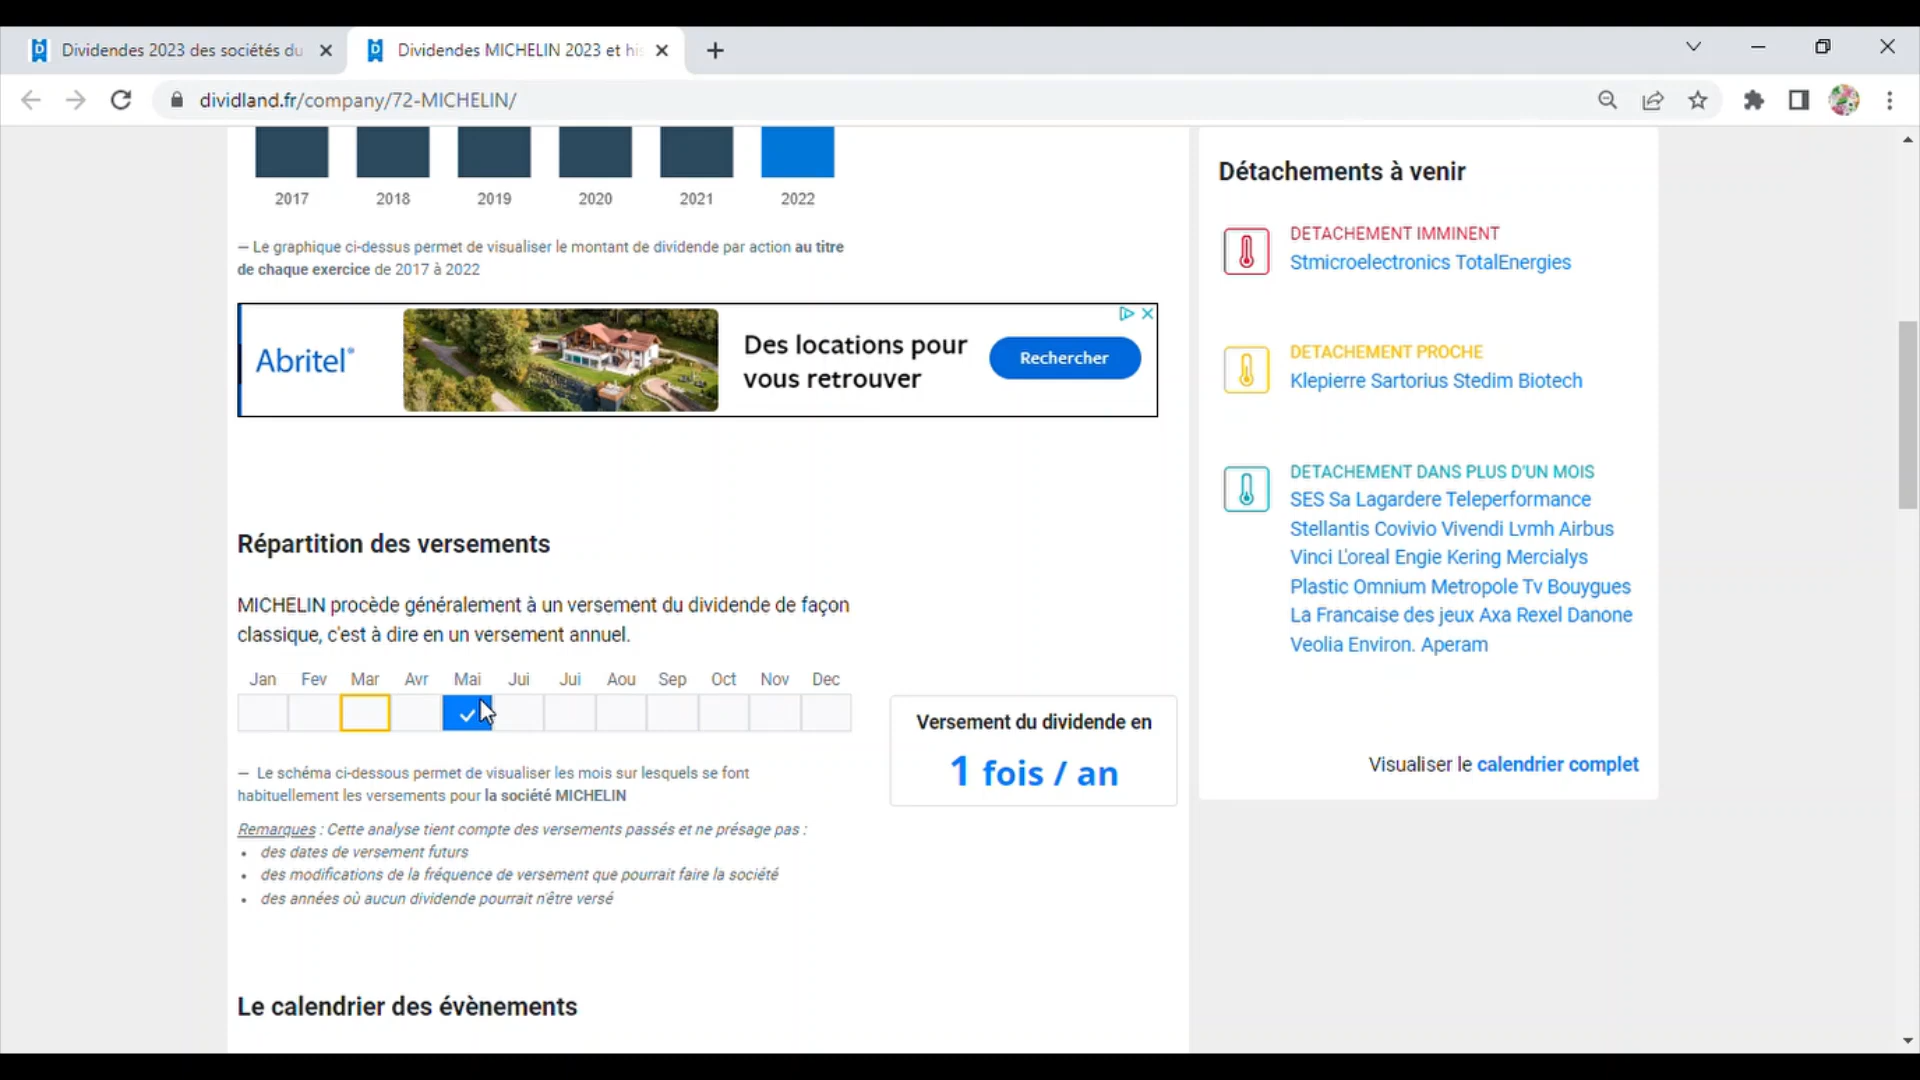 Dividendes 2023 des sociétés du
Dividendes MICHELIN 2023 et his
dividland.fr/company/72-MICHELIN/
2017
2018
2019
2020
2021
2022
— Le graphique ci-dessus permet de visualiser le montant de dividende par action au titre
de chaque exercice de 2017 à 2022
Abritel®
Des locations pour
vous retrouver
Rechercher
Répartition des versements
MICHELIN procède généralement à un versement du dividende de façon
classique, c'est à dire en un versement annuel.
Jan Fev Mar Avr Mai Jui Jui Aou Sep Oct Nov Dec
— Le schéma ci-dessous permet de visualiser les mois sur lesquels se font
habituellement les versements pour la société MICHELIN
Remarques : Cette analyse tient compte des versements passés et ne présage pas :
• des dates de versement futurs
• des modifications de la fréquence de versement que pourrait faire la société
• des années où aucun dividende pourrait n'être versé
Versement du dividende en
1 fois / an
Le calendrier des évènements
Détachements à venir
DETACHEMENT IMMINENT
Stmicroelectronics TotalEnergies
DETACHEMENT PROCHE
Klepierre Sartorius Stedim Biotech
DETACHEMENT DANS PLUS D'UN MOIS
SES Sa Lagardere Teleperformance
Stellantis Covivio Vivendi Lvmh Airbus
Vinci L'oreal Engie Kering Mercialys
Plastic Omnium Metropole Tv Bouygues
La Francaise des jeux Axa Rexel Danone
Veolia Environ. Aperam
Visualiser le calendrier complet